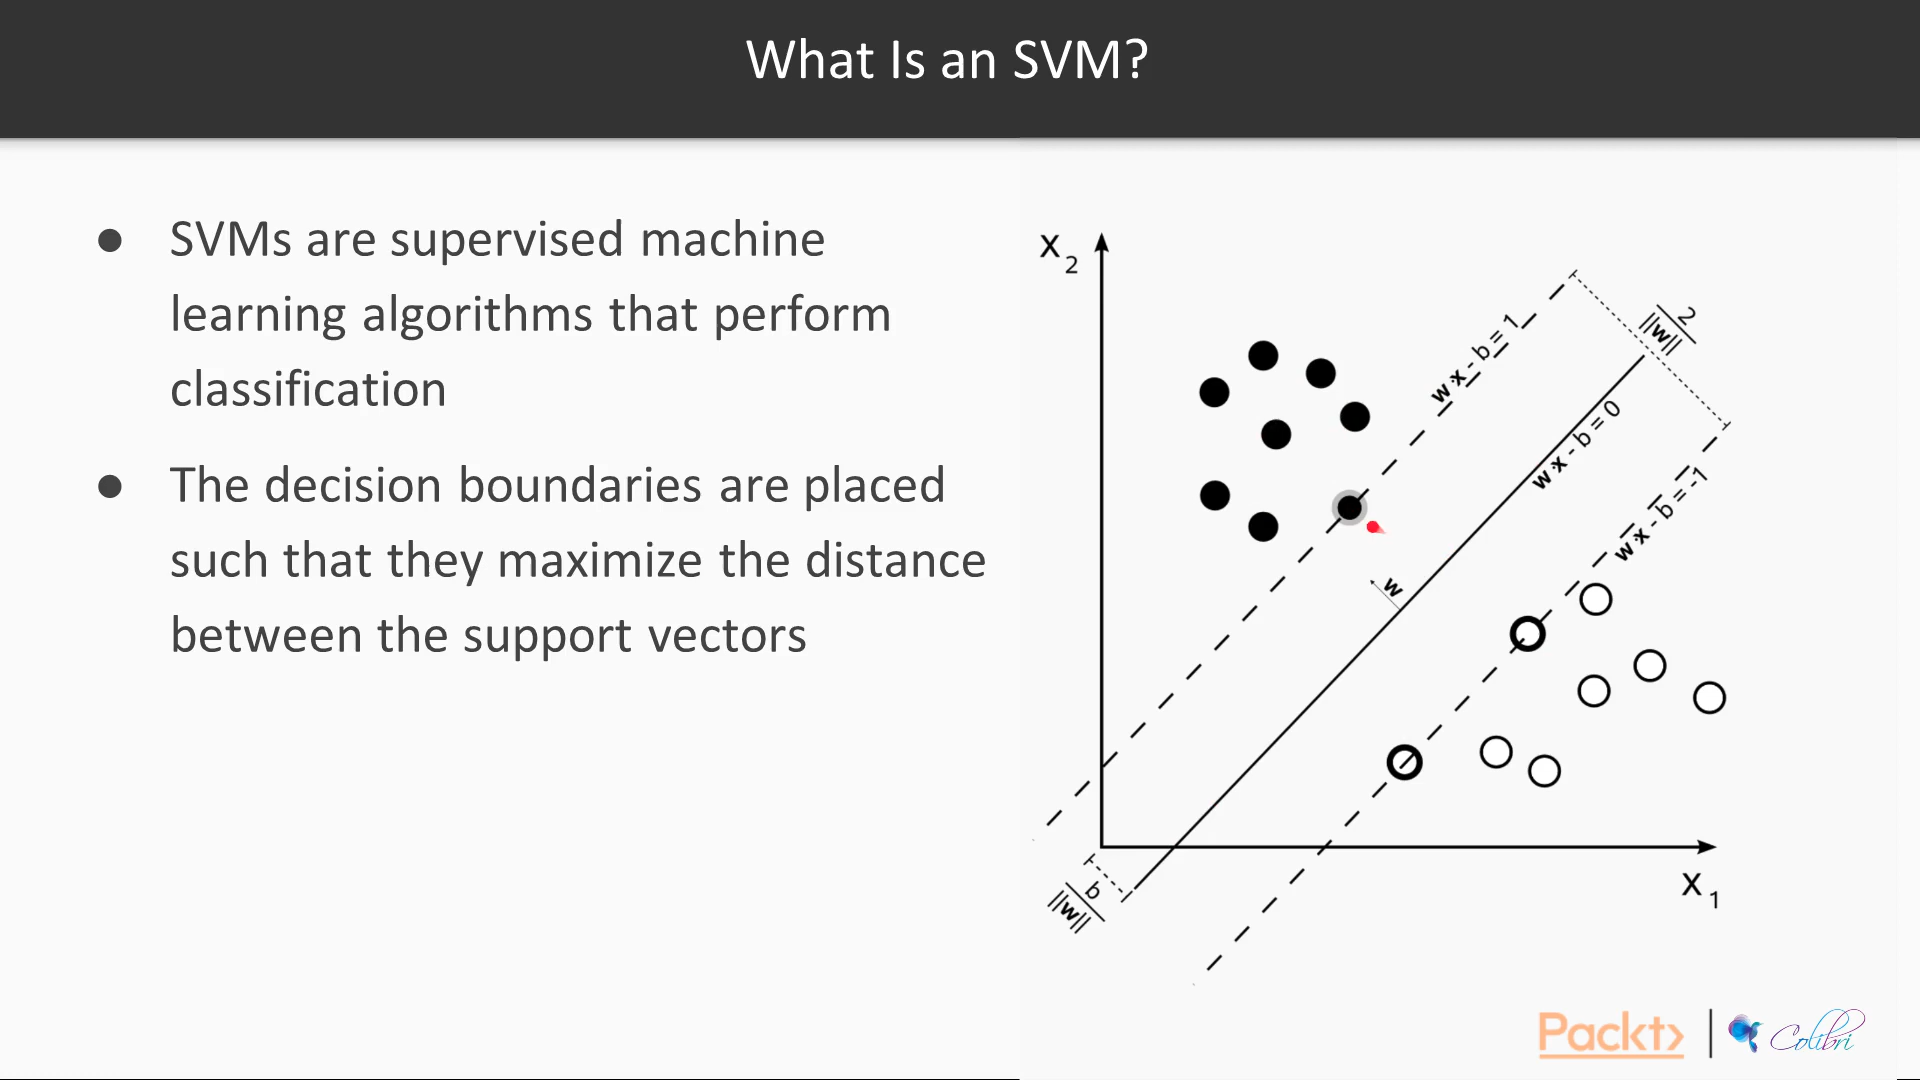 What Is an SVM?
● SVMs are supervised machine
learning algorithms that perform
classification
● The decision boundaries are placed
such that they maximize the distance
between the support vectors
X2
w·x - b = 1
2
||w||
w·x - b = 0
w·x - b = -1
w
b
||w||
X1
Packt>
Colibri